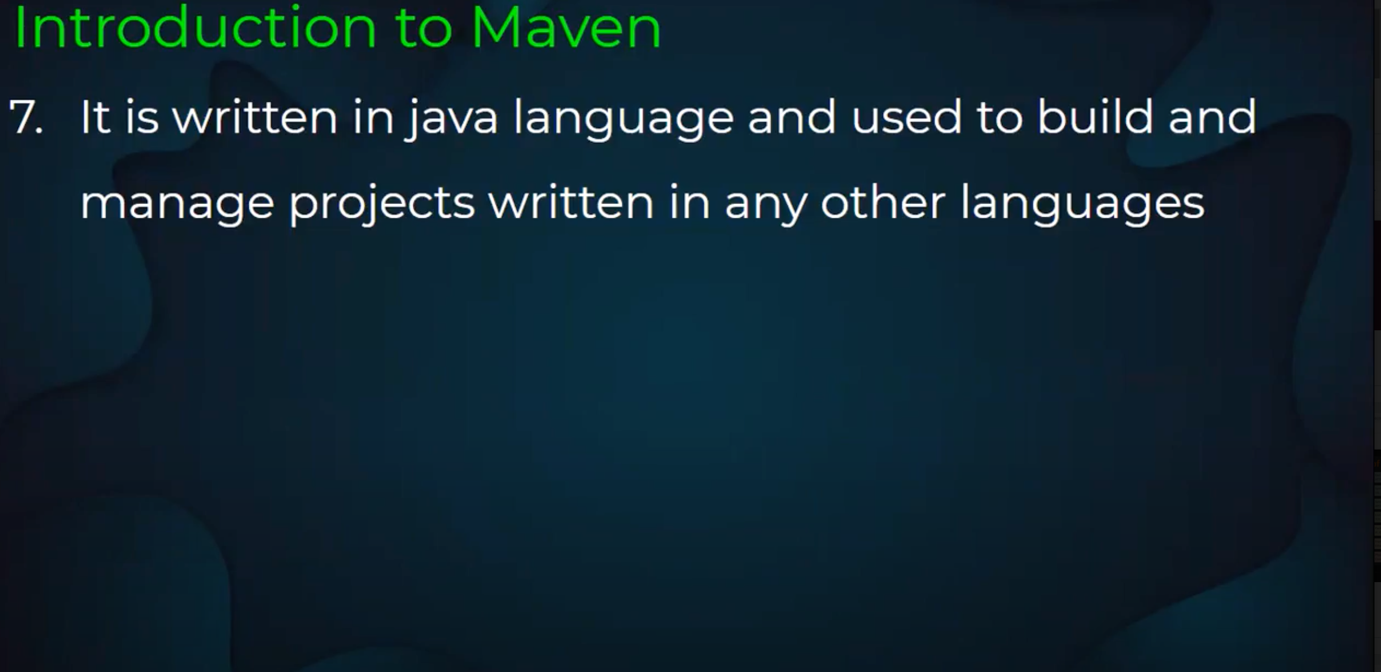 Introduction to Maven
7. It is written in java language and used to build and
manage projects written in any other languages